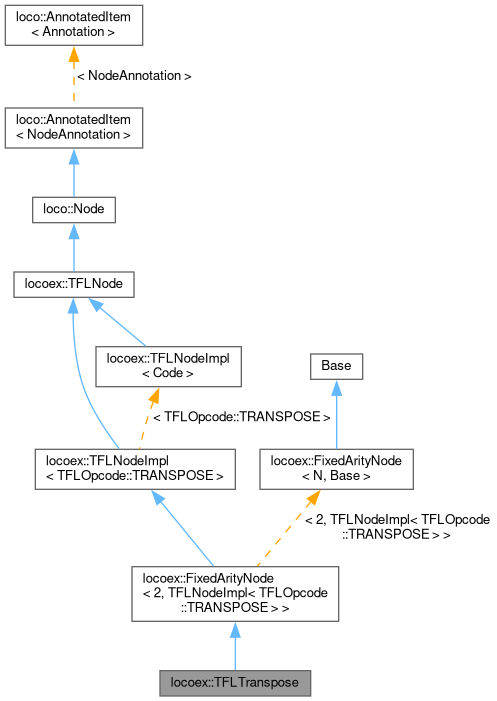 loco::AnnotatedItem
< Annotation >
< NodeAnnotation >
loco::AnnotatedItem
< NodeAnnotation >
loco::Node
locoex::TFLNode
locoex::TFLNodeImpl
< Code >
Base
< TFLOpcode::TRANSPOSE >
locoex::TFLNodeImpl
< TFLOpcode::TRANSPOSE >
locoex::FixedArityNode
< N, Base >
< 2, TFLNodeImpl< TFLOpcode
::TRANSPOSE > >
locoex::FixedArityNode
< 2, TFLNodeImpl< TFLOpcode
::TRANSPOSE > >
locoex::TFLTranspose